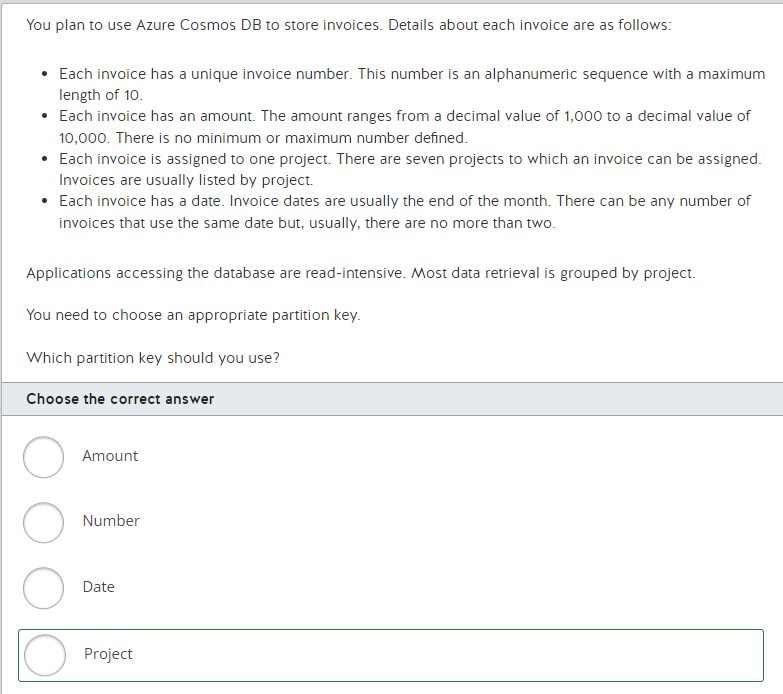 You plan to use Azure Cosmos DB to store invoices. Details about each invoice are as follows:
• Each invoice has a unique invoice number. This number is an alphanumeric sequence with a maximum
length of 10.
• Each invoice has an amount. The amount ranges from a decimal value of 1,000 to a decimal value of
10,000. There is no minimum or maximum number defined.
• Each invoice is assigned to one project. There are seven projects to which an invoice can be assigned.
Invoices are usually listed by project.
• Each invoice has a date. Invoice dates are usually the end of the month. There can be any number of
invoices that use the same date but, usually, there are no more than two.
Applications accessing the database are read-intensive. Most data retrieval is grouped by project.
You need to choose an appropriate partition key.
Which partition key should you use?
Choose the correct answer
Amount
Number
Date
Project